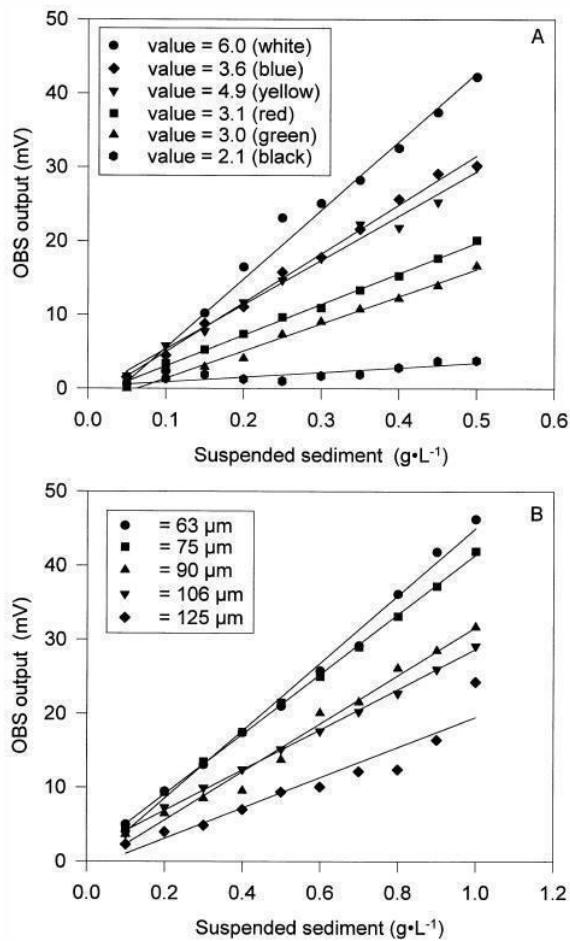 A
value = 6.0 (white)
value = 3.6 (blue)
value = 4.9 (yellow)
value = 3.1 (red)
value = 3.0 (green)
value = 2.1 (black)
OBS output (mV)
50
40
30
20
10
0
0.0 0.1 0.2 0.3 0.4 0.5 0.6
Suspended sediment (g•L⁻¹)
B
= 63 µm
= 75 µm
= 90 µm
= 106 µm
= 125 µm
OBS output (mV)
50
40
30
20
10
0
0.0 0.2 0.4 0.6 0.8 1.0 1.2
Suspended sediment (g•L⁻¹)